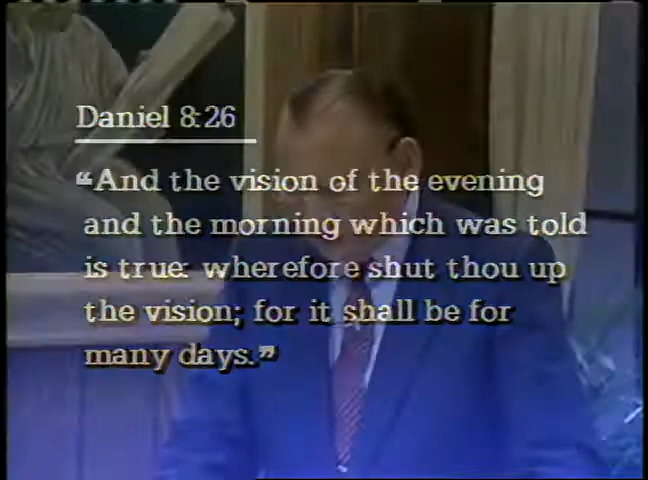 Daniel 8:26
“And the vision of the evening
and the morning which was told
is true: wherefore shut thou up
the vision; for it shall be for
many days.”